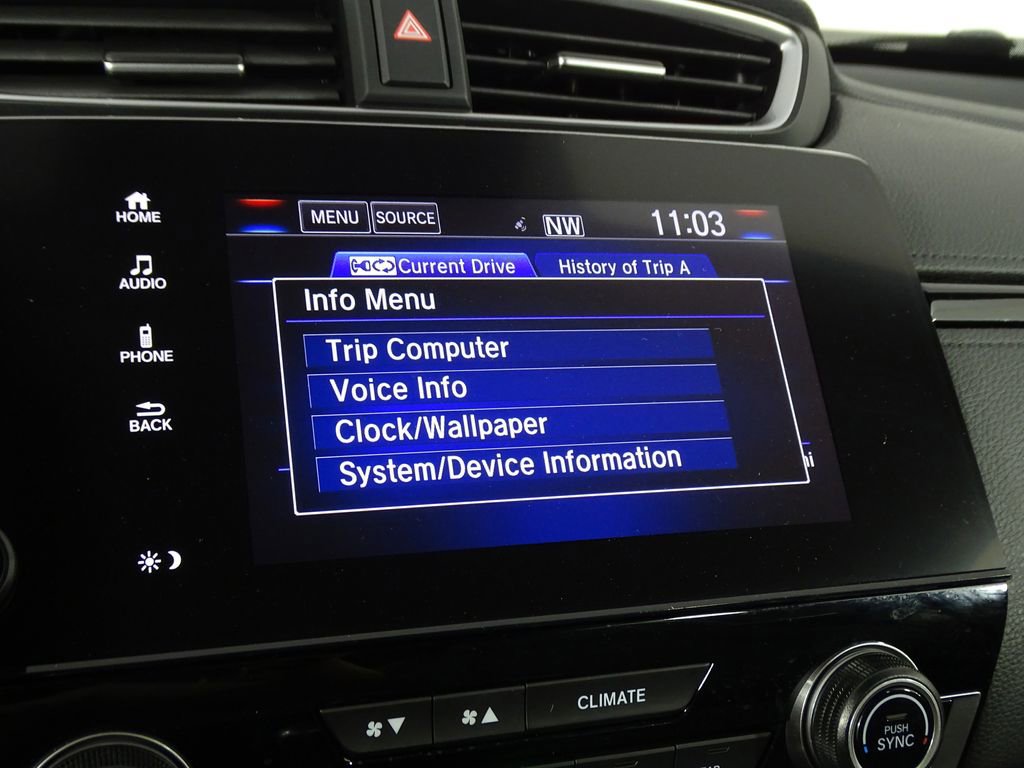 HOME
AUDIO
PHONE
BACK
MENU SOURCE NW 11:03
Current Drive History of Trip A
Info Menu
Trip Computer
Voice Info
Clock/Wallpaper
System/Device Information
CLIMATE
PUSH
SYNC